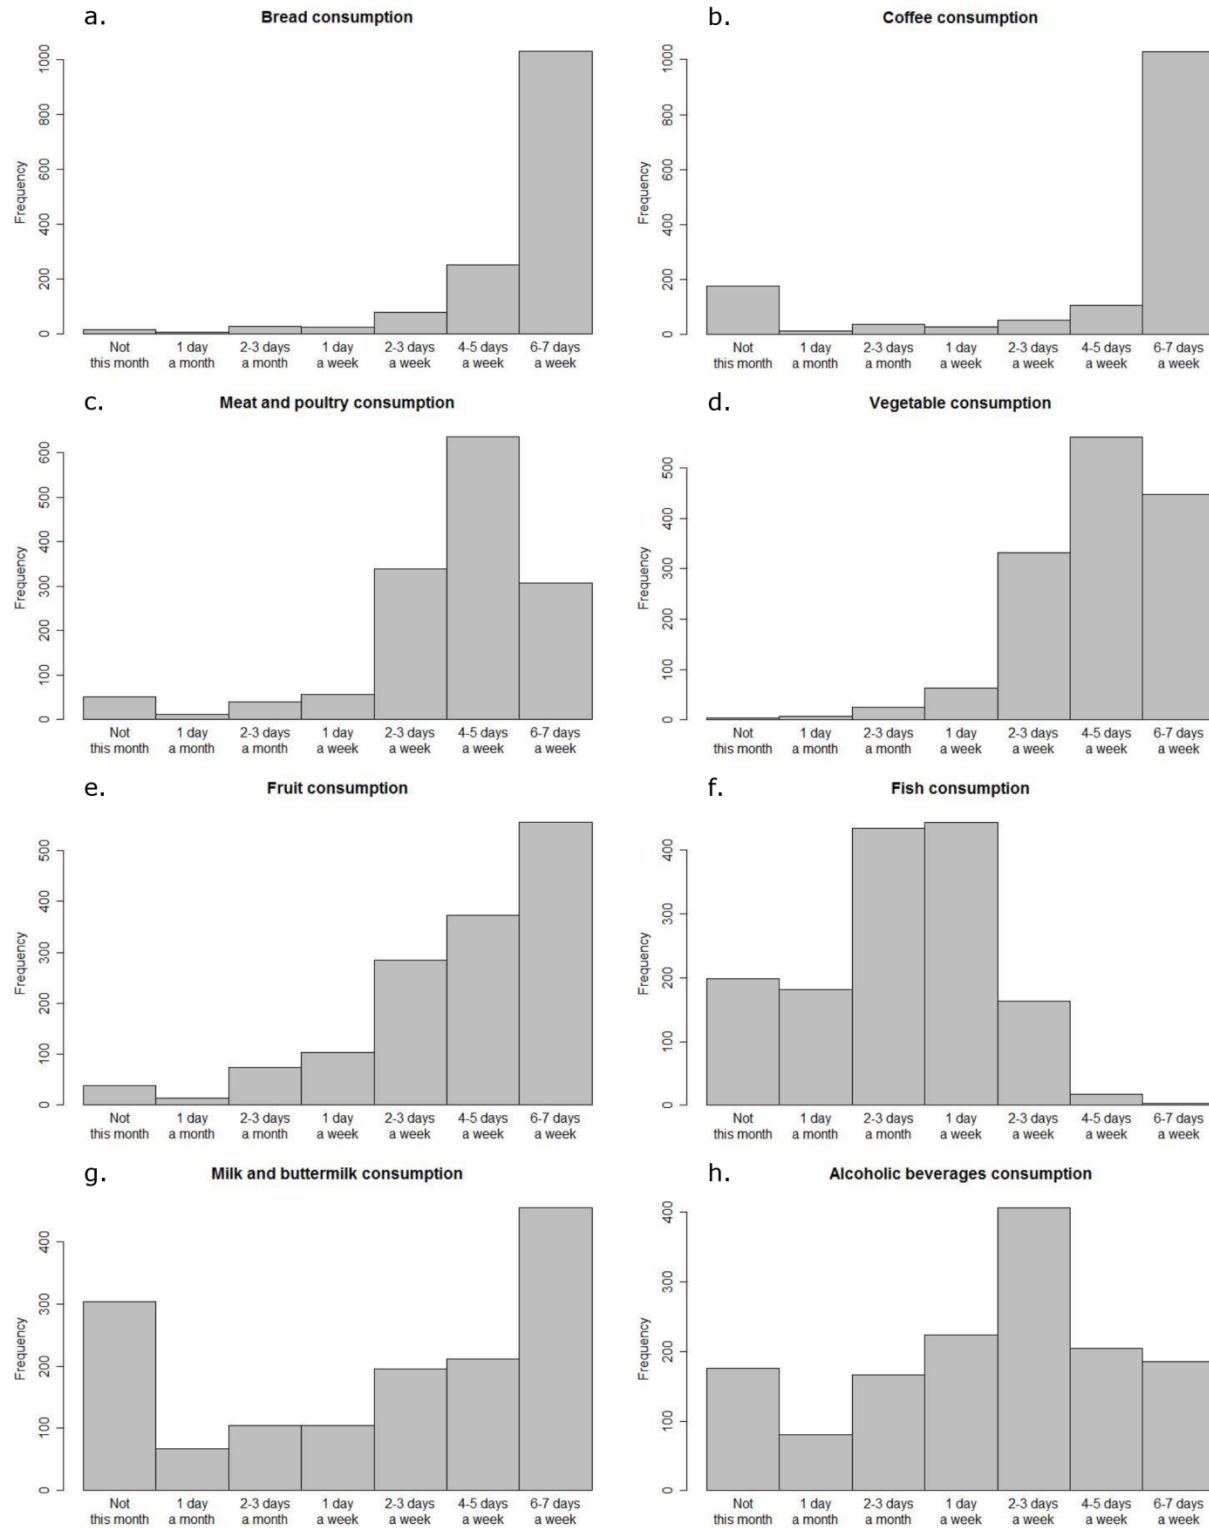 a.
Bread consumption
Frequency
0
200
400
600
800
1000
Not 1 day 2-3 days 1 day 2-3 days 4-5 days 6-7 days
this month a month a month a week a week a week a week
b.
Coffee consumption
Frequency
0
200
400
600
800
1000
Not 1 day 2-3 days 1 day 2-3 days 4-5 days 6-7 days
this month a month a month a week a week a week a week
c.
Meat and poultry consumption
Frequency
0
100
200
300
400
500
600
Not 1 day 2-3 days 1 day 2-3 days 4-5 days 6-7 days
this month a month a month a week a week a week a week
d.
Vegetable consumption
Frequency
0
100
200
300
400
500
Not 1 day 2-3 days 1 day 2-3 days 4-5 days 6-7 days
this month a month a month a week a week a week a week
e.
Fruit consumption
Frequency
0
100
200
300
400
500
Not 1 day 2-3 days 1 day 2-3 days 4-5 days 6-7 days
this month a month a month a week a week a week a week
f.
Fish consumption
Frequency
0
100
200
300
400
Not 1 day 2-3 days 1 day 2-3 days 4-5 days 6-7 days
this month a month a month a week a week a week a week
g.
Milk and buttermilk consumption
Frequency
0
100
200
300
400
Not 1 day 2-3 days 1 day 2-3 days 4-5 days 6-7 days
this month a month a month a week a week a week a week
h.
Alcoholic beverages consumption
Frequency
0
100
200
300
400
Not 1 day 2-3 days 1 day 2-3 days 4-5 days 6-7 days
this month a month a month a week a week a week a week